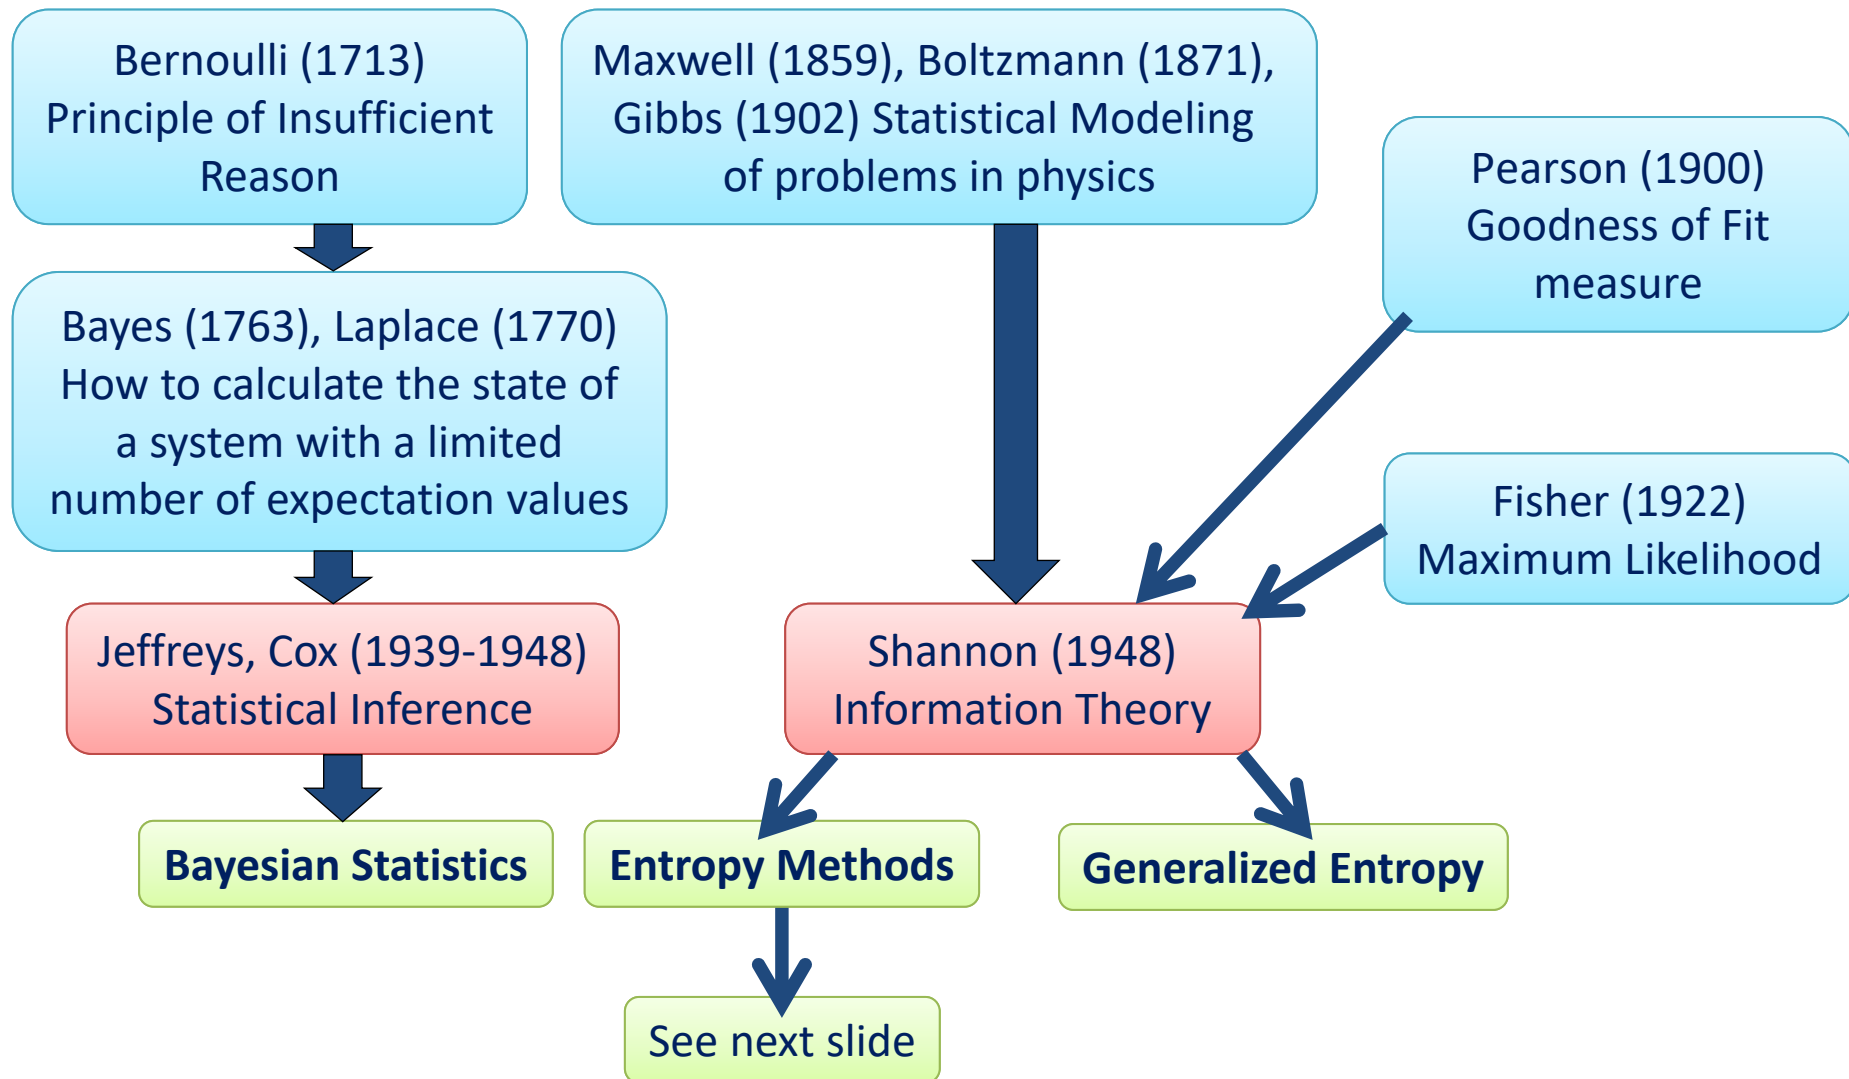 Bernoulli (1713)
Principle of Insufficient
Reason
Maxwell (1859), Boltzmann (1871),
Gibbs (1902) Statistical Modeling
of problems in physics
Pearson (1900)
Goodness of Fit
measure
Bayes (1763), Laplace (1770)
How to calculate the state of
a system with a limited
number of expectation values
Fisher (1922)
Maximum Likelihood
Jeffreys, Cox (1939-1948)
Statistical Inference
Shannon (1948)
Information Theory
Bayesian Statistics
Entropy Methods
Generalized Entropy
See next slide